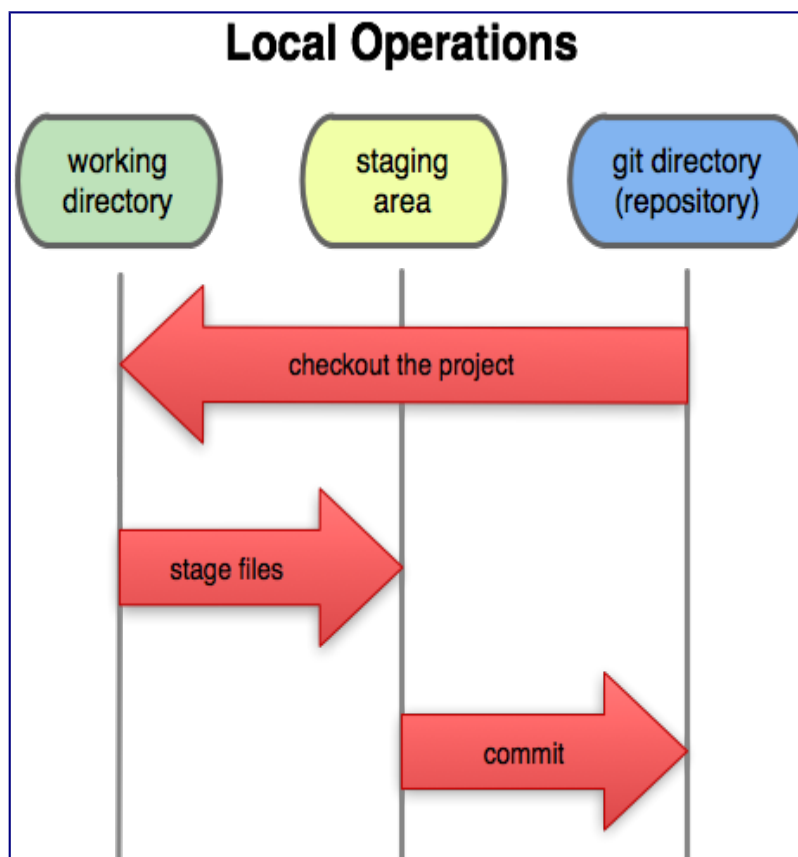 Local Operations
working
directory
staging
area
git directory
(repository)
checkout the project
stage files
commit